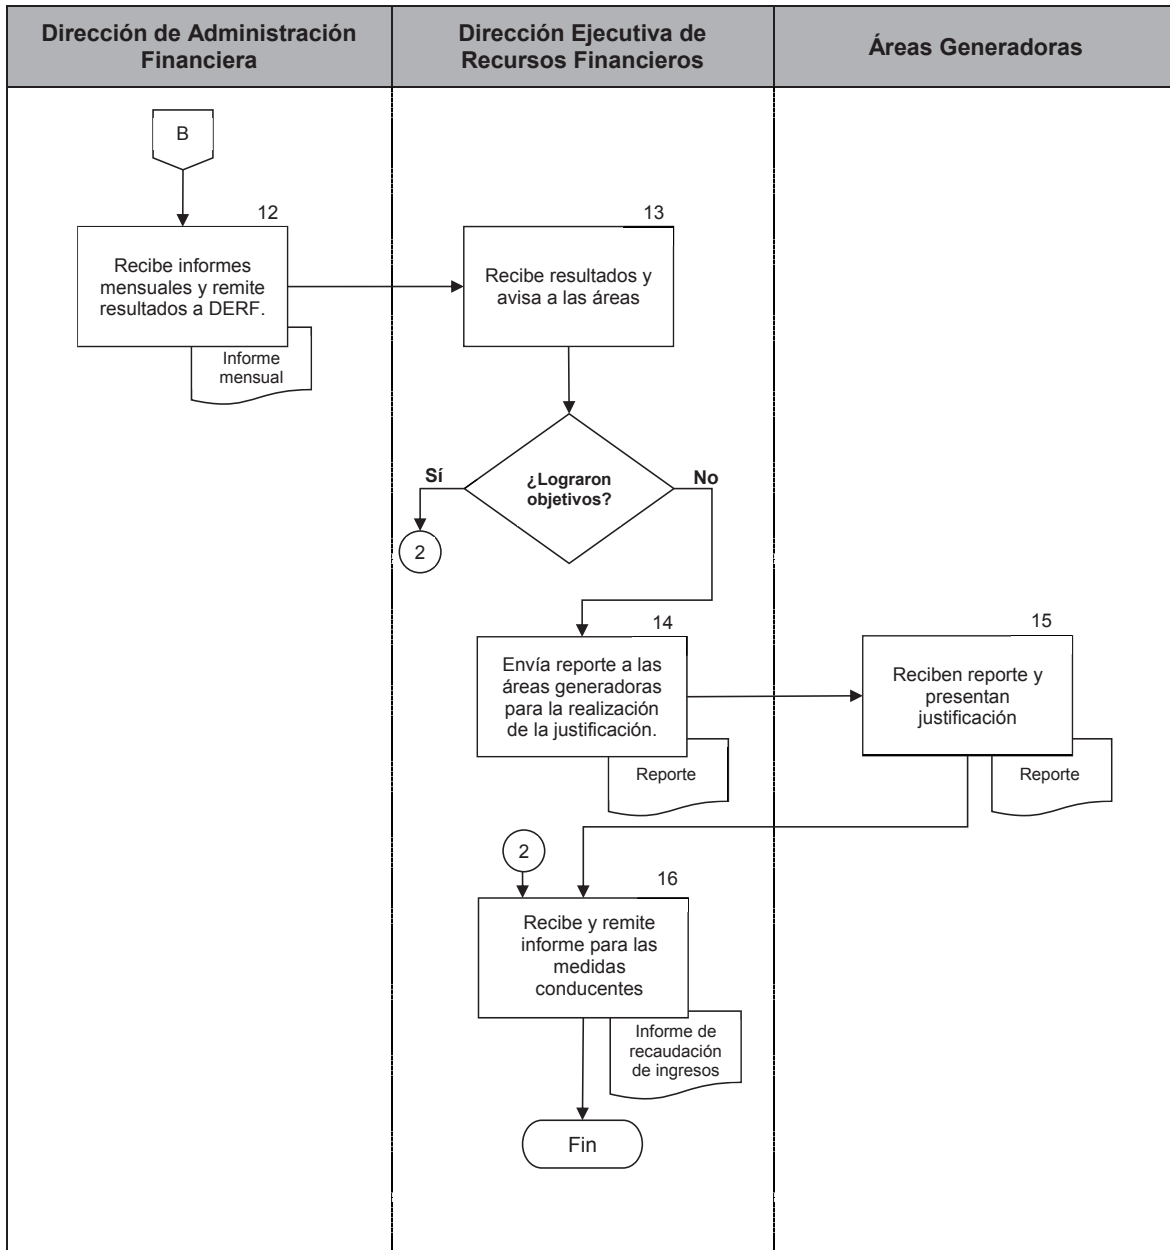 Dirección de Administración
Financiera
Dirección Ejecutiva de
Recursos Financieros
Áreas Generadoras
B
12
Recibe informes
mensuales y remite
resultados a DERF.
Informe
mensual
13
Recibe resultados y
avisa a las áreas
¿Lograron
objetivos?
Sí
No
2
14
Envía reporte a las
áreas generadoras
para la realización
de la justificación.
Reporte
15
Reciben reporte y
presentan
justificación
Reporte
2
16
Recibe y remite
informe para las
medidas
conducentes
Informe de
recaudación
de ingresos
Fin